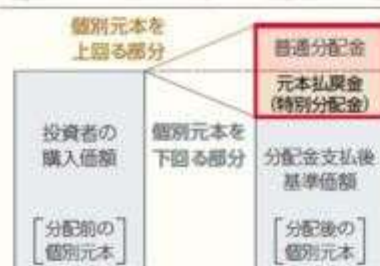 個別元本を
上回る部分
普通分配金
元本払戻金
(特別分配金)
投資者の
購入価額
個別元本を
下回る部分
分配金支払後
基準価額
分配前の
個別元本
分配後の
個別元本